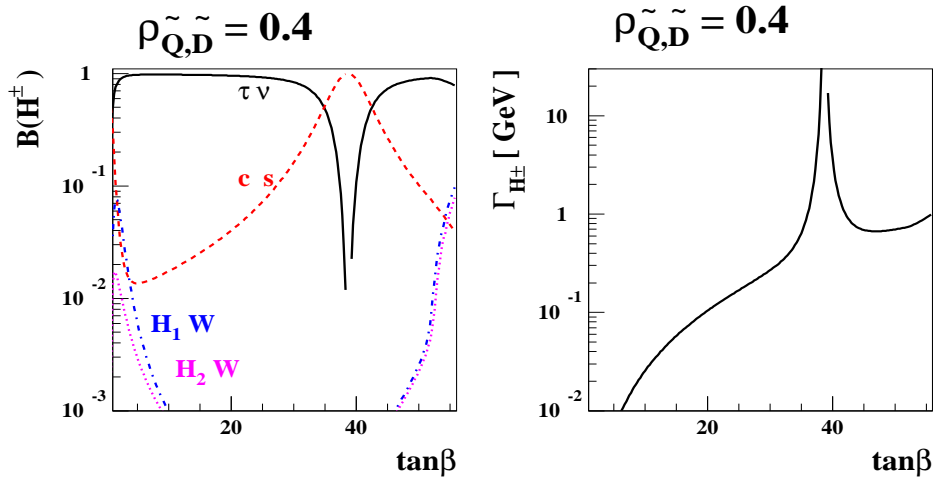 ρ Q̃,D̃ = 0.4
B(H±)
1
10⁻¹
10⁻²
10⁻³
τ ν
c s
H₁ W
H₂ W
20 40
tanβ
ρ Q̃,D̃ = 0.4
Γ H± [ GeV ]
10
1
10⁻¹
10⁻²
20 40
tanβ